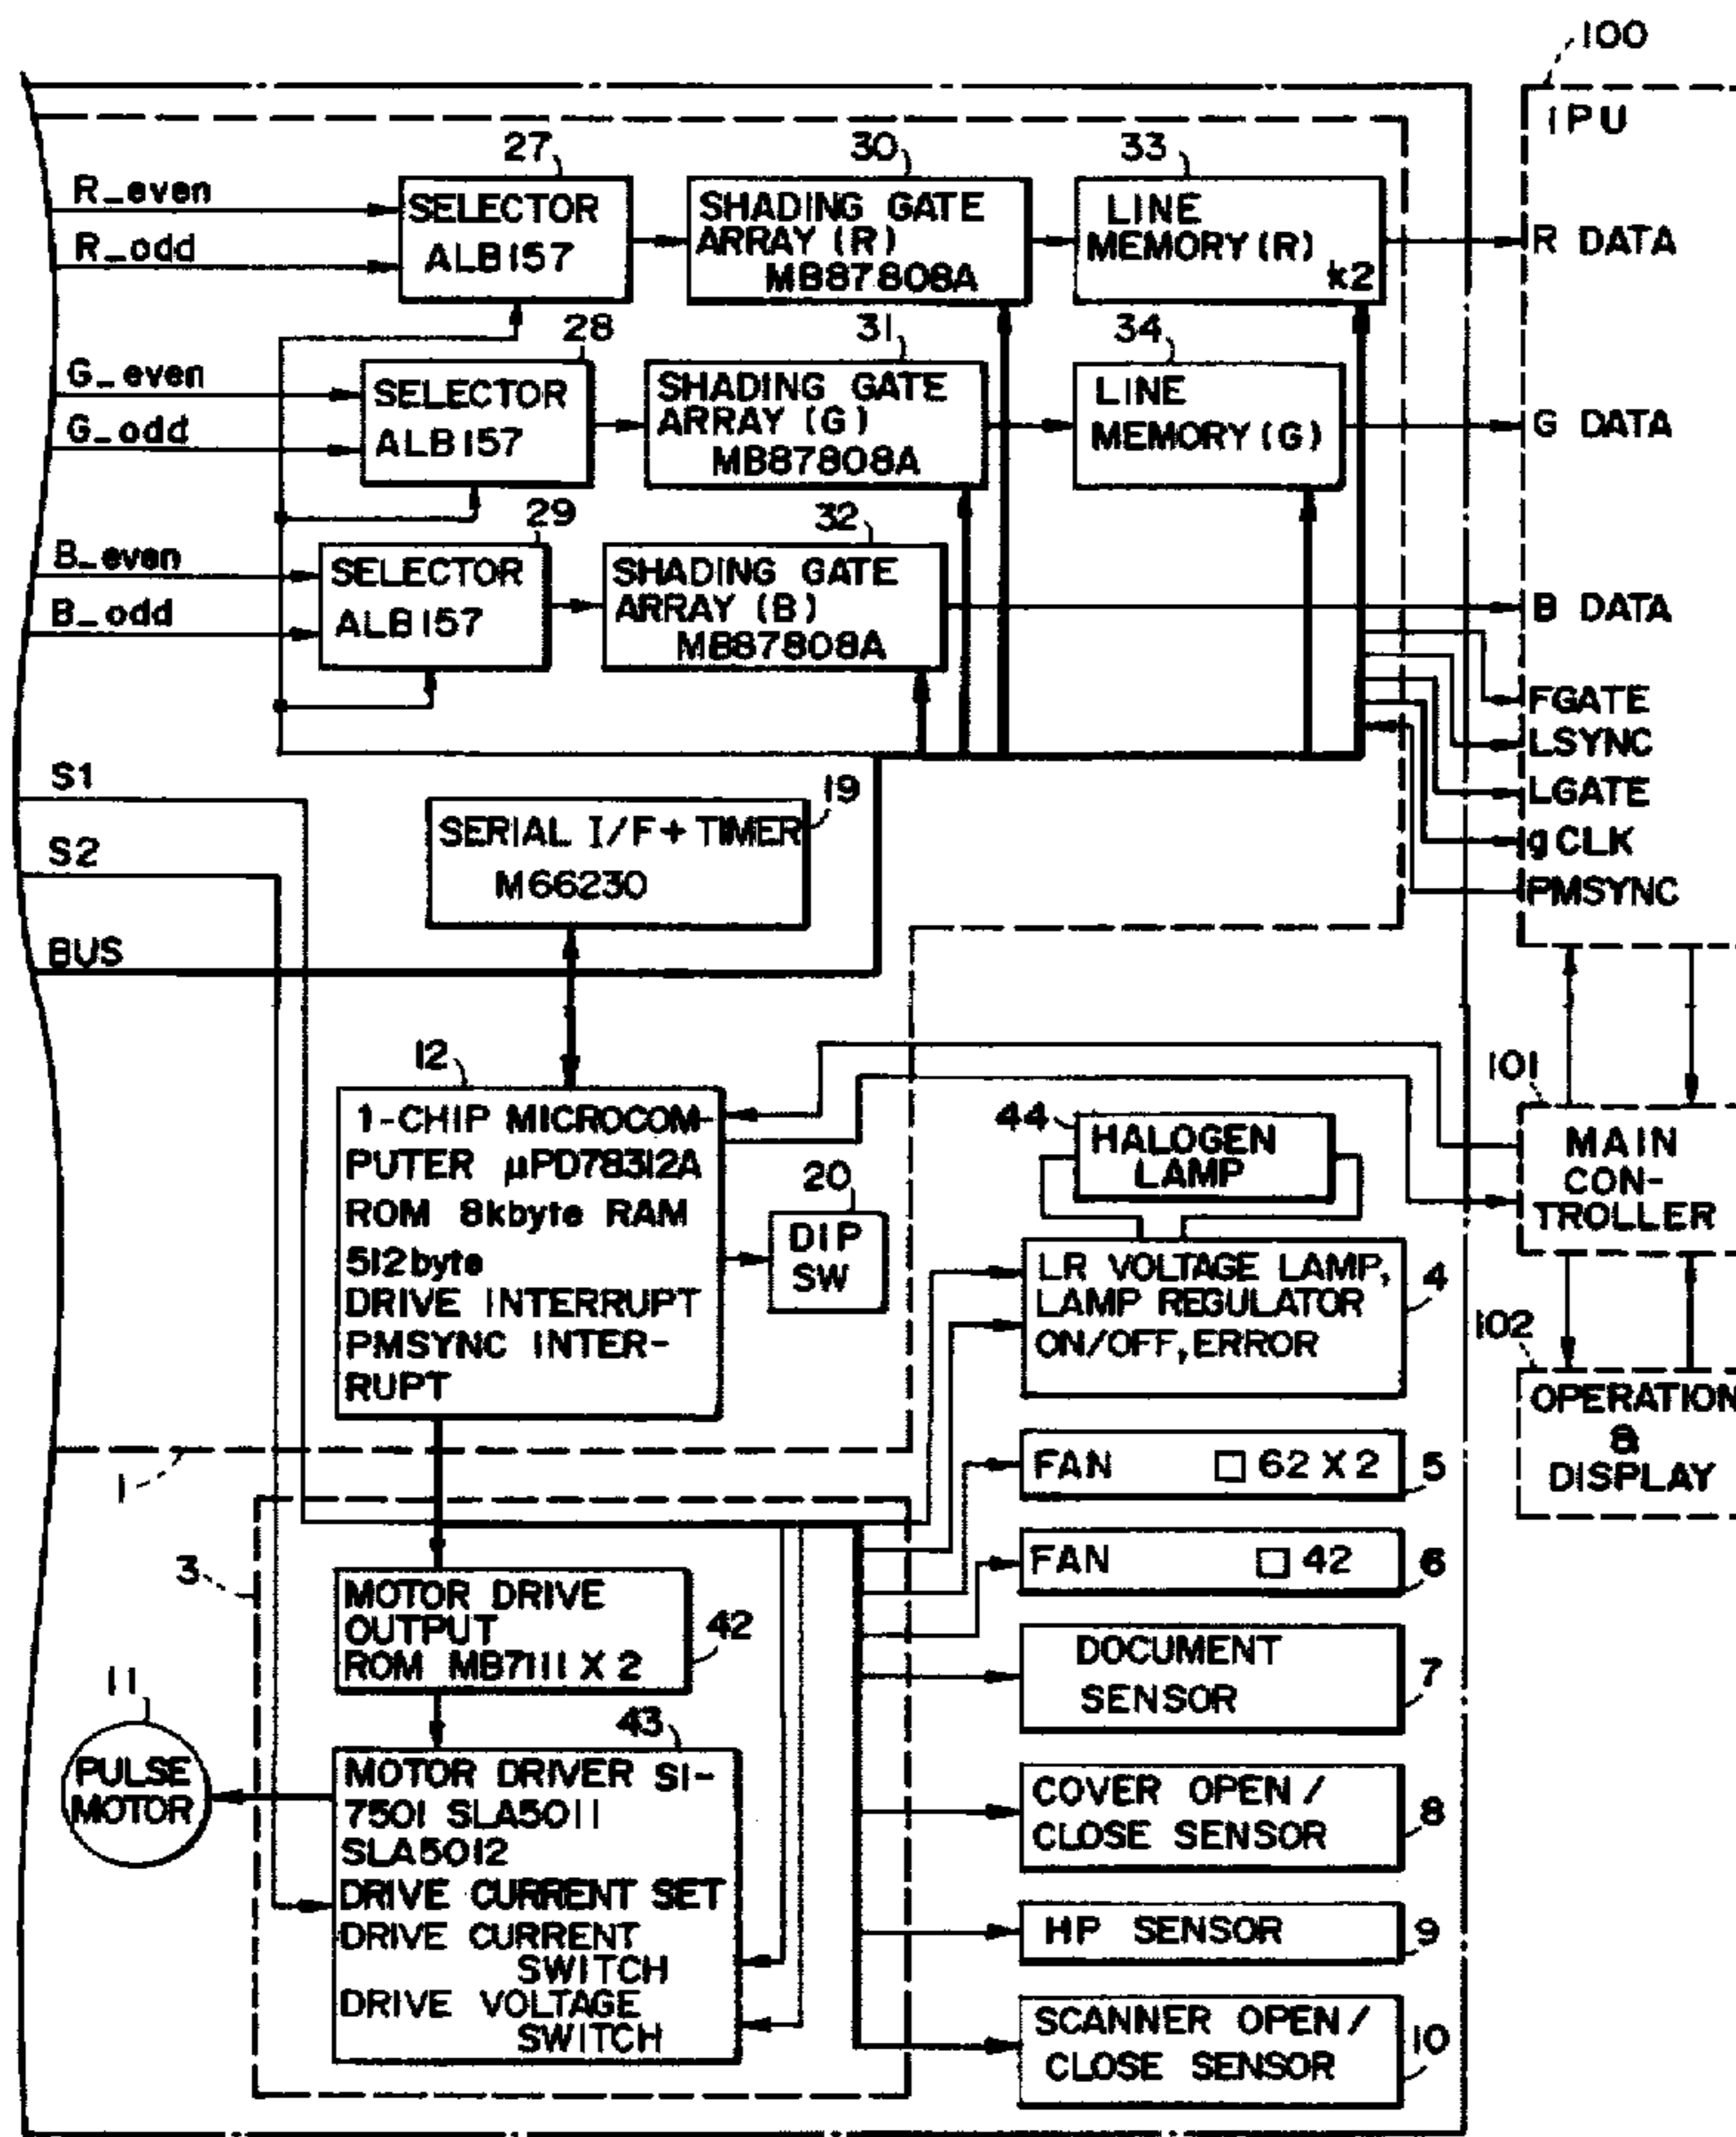 100
IPU
27
30
33
R_even
R_odd
SELECTOR
ALB157
SHADING GATE
ARRAY (R)
MB87808A
LINE
MEMORY(R)
k2
R DATA
28
31
34
G_even
G_odd
SELECTOR
ALB157
SHADING GATE
ARRAY (G)
MB87808A
LINE
MEMORY(G)
G DATA
29
32
B_even
B_odd
SELECTOR
ALB157
SHADING GATE
ARRAY (B)
MB87808A
B DATA
FGATE
LSYNC
LGATE
gCLK
PMSYNC
S1
S2
BUS
19
SERIAL I/F + TIMER
M66230
12
1-CHIP MICROCOM-
PUTER µPD78312A
ROM 8kbyte RAM
512byte
DRIVE INTERRUPT
PMSYNC INTER-
RUPT
20
DIP
SW
44
HALOGEN
LAMP
101
MAIN
CON-
TROLLER
LR VOLTAGE LAMP,
LAMP REGULATOR
ON/OFF, ERROR
4
102
OPERATION
&
DISPLAY
1
FAN □ 62 X 2
5
FAN □ 42
6
3
MOTOR DRIVE
OUTPUT
ROM MB7111 X 2
42
DOCUMENT
SENSOR
7
11
PULSE
MOTOR
43
MOTOR DRIVER SI-
7501 SLA5011
SLA5012
DRIVE CURRENT SET
DRIVE CURRENT
SWITCH
DRIVE VOLTAGE
SWITCH
COVER OPEN /
CLOSE SENSOR
8
HP SENSOR
9
SCANNER OPEN /
CLOSE SENSOR
10